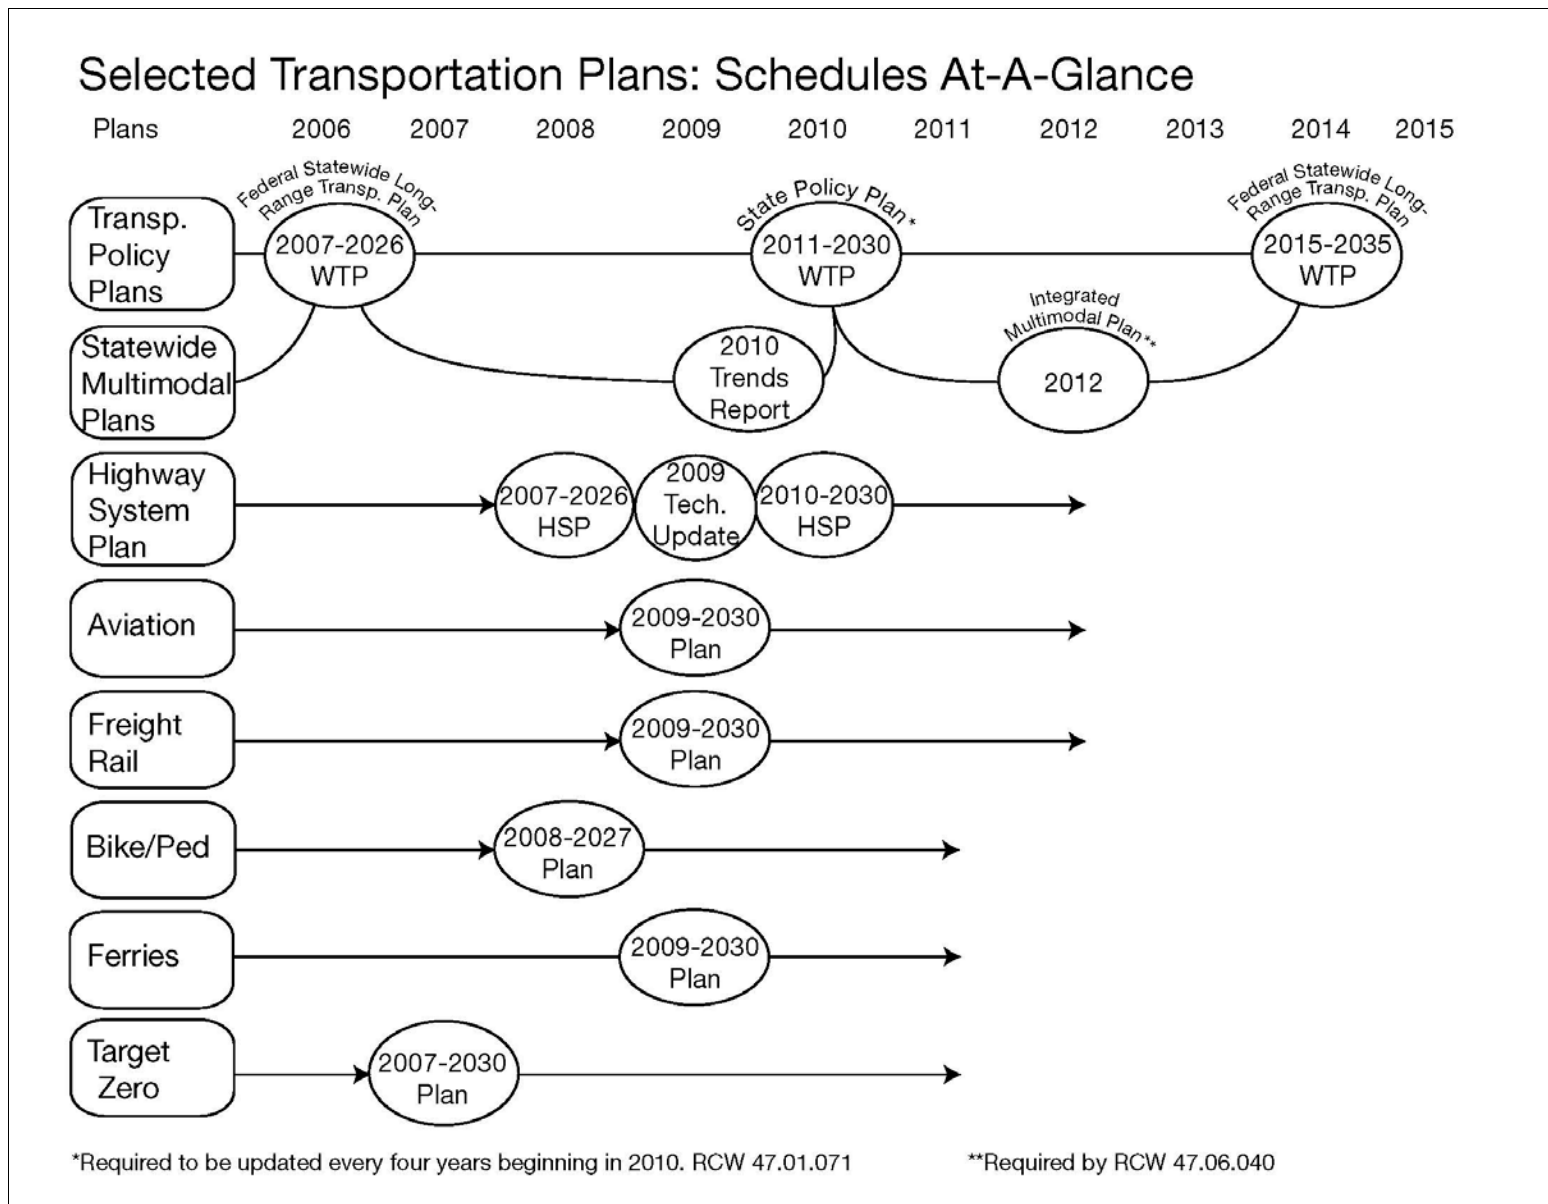 Selected Transportation Plans: Schedules At-A-Glance
Plans 2006 2007 2008 2009 2010 2011 2012 2013 2014 2015
Federal Statewide Long-
Range Transp. Plan
State Policy Plan*
Federal Statewide Long-
Range Transp. Plan
Transp.
Policy
Plans
2007-2026
WTP
2011-2030
WTP
2015-2035
WTP
Integrated
Multimodal Plan**
Statewide
Multimodal
Plans
2010
Trends
Report
2012
Highway
System
Plan
2007-2026
HSP
2009
Tech.
Update
2010-2030
HSP
Aviation
2009-2030
Plan
Freight
Rail
2009-2030
Plan
Bike/Ped
2008-2027
Plan
Ferries
2009-2030
Plan
Target
Zero
2007-2030
Plan
*Required to be updated every four years beginning in 2010. RCW 47.01.071
**Required by RCW 47.06.040